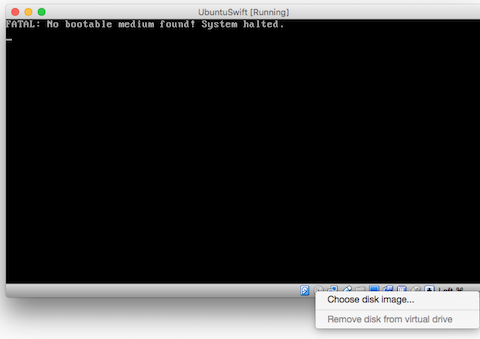 UbuntuSwift [Running]
FATAL: No bootable medium found! System halted.
Left ⌘
Choose disk image...
Remove disk from virtual drive